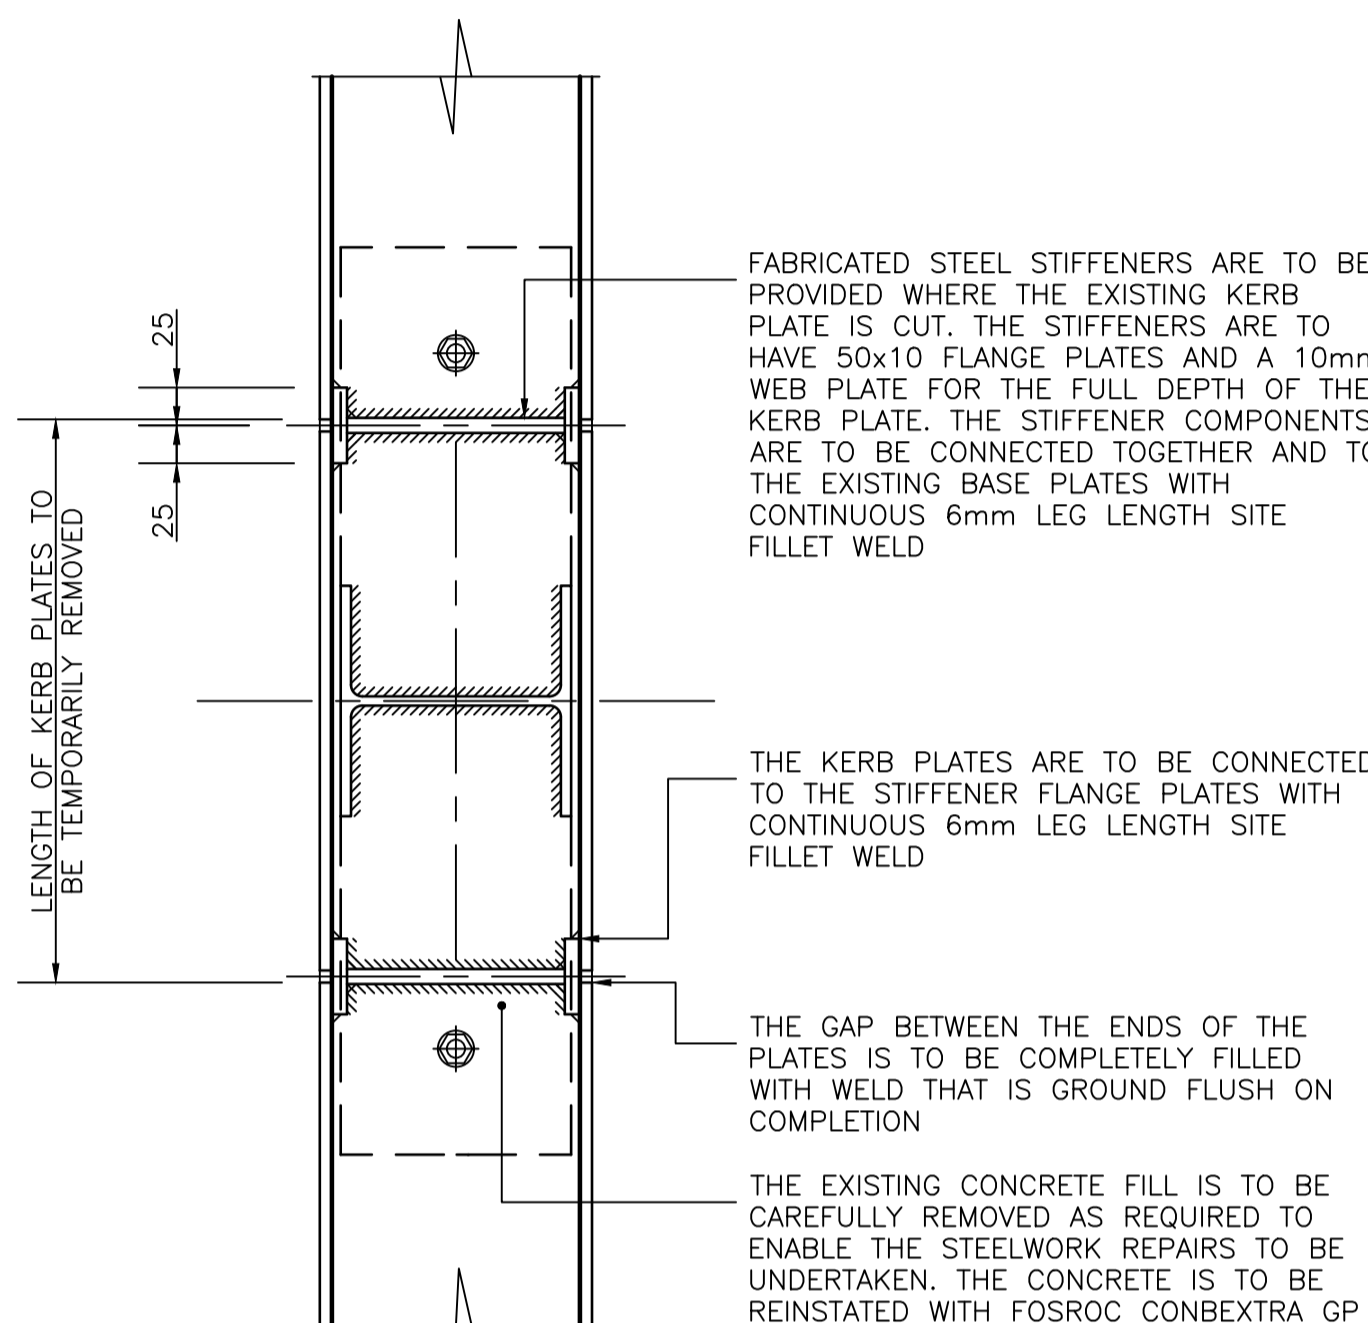 25
25
LENGTH OF KERB PLATES TO
BE TEMPORARILY REMOVED
FABRICATED STEEL STIFFENERS ARE TO BE
PROVIDED WHERE THE EXISTING KERB
PLATE IS CUT. THE STIFFENERS ARE TO
HAVE 50x10 FLANGE PLATES AND A 10mm
WEB PLATE FOR THE FULL DEPTH OF THE
KERB PLATE. THE STIFFENER COMPONENTS
ARE TO BE CONNECTED TOGETHER AND TO
THE EXISTING BASE PLATES WITH
CONTINUOUS 6mm LEG LENGTH SITE
FILLET WELD
THE KERB PLATES ARE TO BE CONNECTED
TO THE STIFFENER FLANGE PLATES WITH
CONTINUOUS 6mm LEG LENGTH SITE
FILLET WELD
THE GAP BETWEEN THE ENDS OF THE
PLATES IS TO BE COMPLETELY FILLED
WITH WELD THAT IS GROUND FLUSH ON
COMPLETION
THE EXISTING CONCRETE FILL IS TO BE
CAREFULLY REMOVED AS REQUIRED TO
ENABLE THE STEELWORK REPAIRS TO BE
UNDERTAKEN. THE CONCRETE IS TO BE
REINSTATED WITH FOSROC CONBEXTRA GP